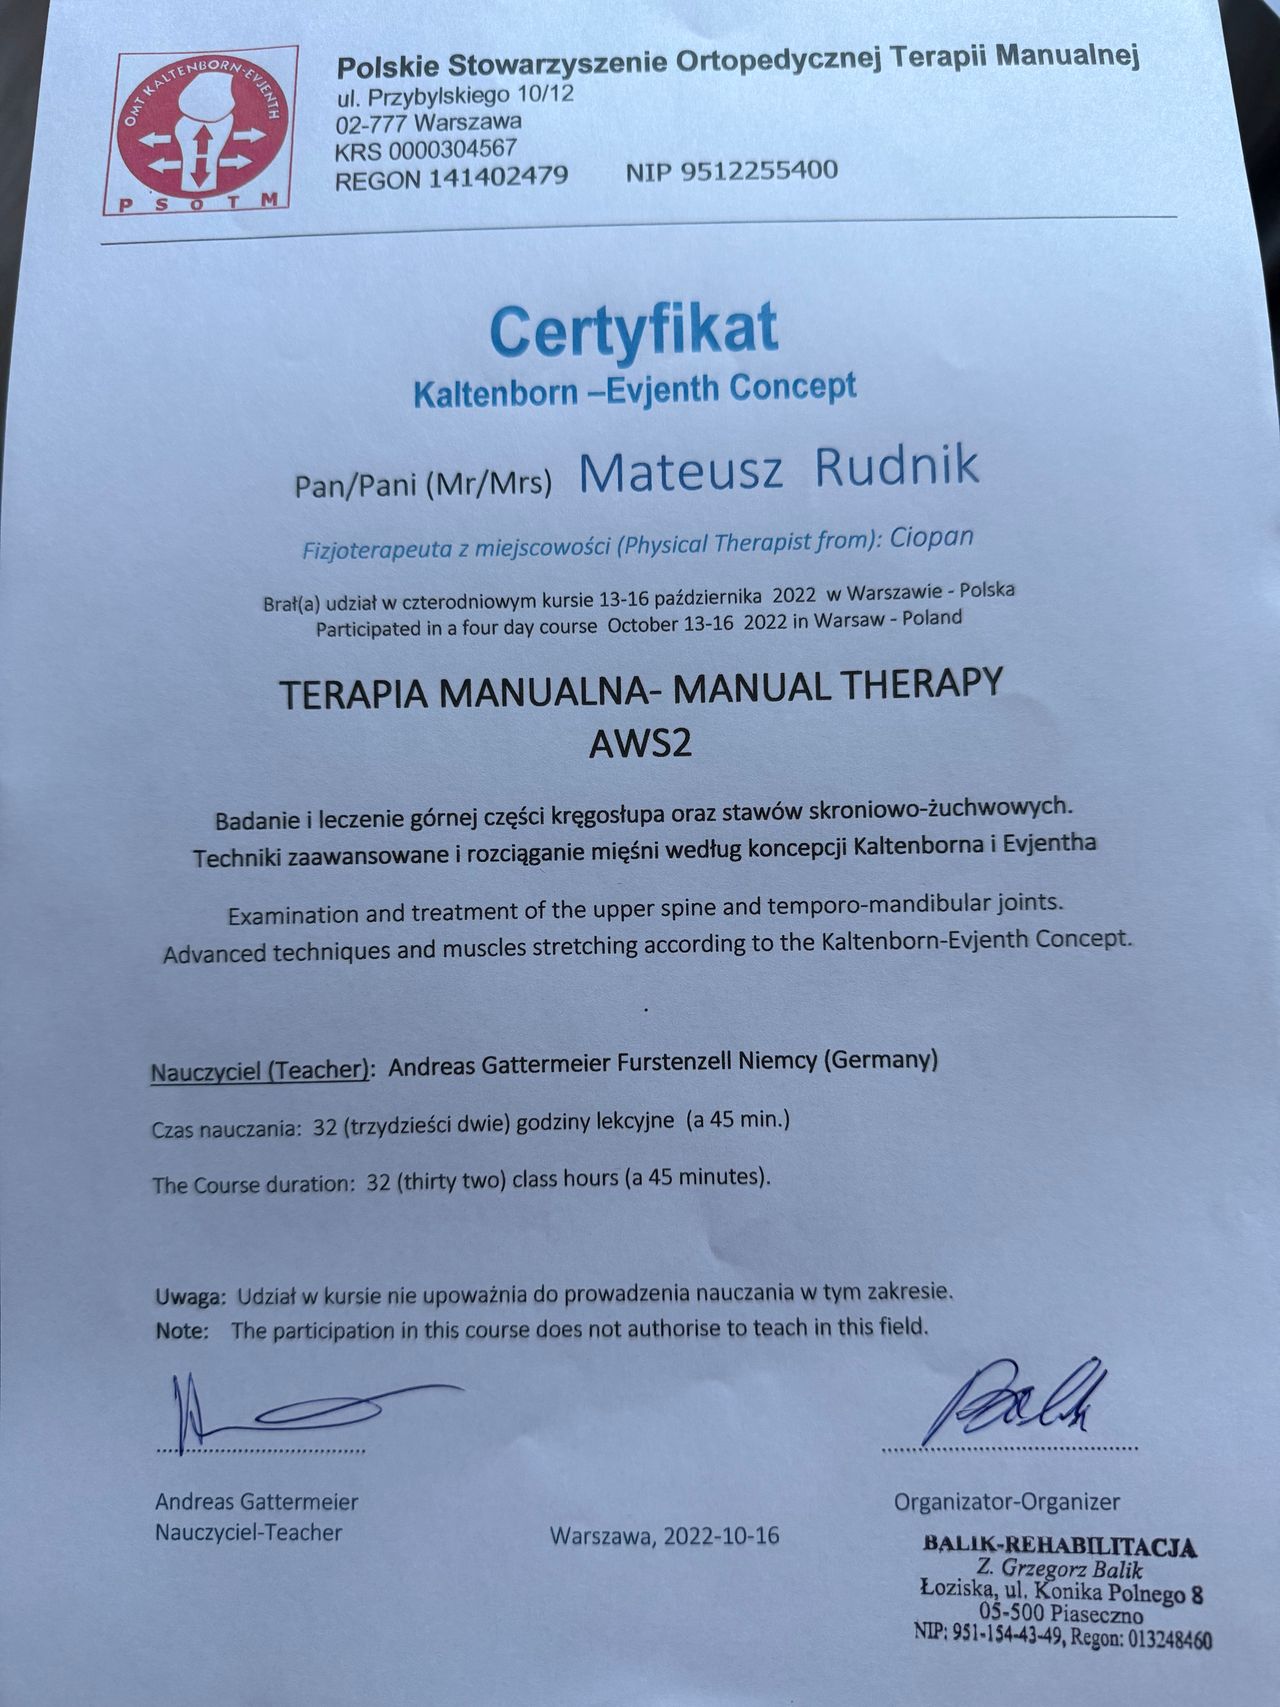 OMT KALTENBORN-EVJENTH
P S O T M
Polskie Stowarzyszenie Ortopedycznej Terapii Manualnej
ul. Przybylskiego 10/12
02-777 Warszawa
KRS 0000304567
REGON 141402479 NIP 9512255400
Certyfikat
Kaltenborn –Evjenth Concept
Pan/Pani (Mr/Mrs) Mateusz Rudnik
Fizjoterapeuta z miejscowości (Physical Therapist from): Ciopan
Brał(a) udział w czterodniowym kursie 13-16 października 2022 w Warszawie - Polska
Participated in a four day course October 13-16 2022 in Warsaw - Poland
TERAPIA MANUALNA- MANUAL THERAPY
AWS2
Badanie i leczenie górnej części kręgosłupa oraz stawów skroniowo-żuchwowych.
Techniki zaawansowane i rozciąganie mięśni według koncepcji Kaltenborna i Evjentha
Examination and treatment of the upper spine and temporo-mandibular joints.
Advanced techniques and muscles stretching according to the Kaltenborn-Evjenth Concept.
.
Nauczyciel (Teacher): Andreas Gattermeier Furstenzell Niemcy (Germany)
Czas nauczania: 32 (trzydzieści dwie) godziny lekcyjne (a 45 min.)
The Course duration: 32 (thirty two) class hours (a 45 minutes).
Uwaga: Udział w kursie nie upoważnia do prowadzenia nauczania w tym zakresie.
Note: The participation in this course does not authorise to teach in this field.
Balik
Andreas Gattermeier
Nauczyciel-Teacher
Warszawa, 2022-10-16
Organizator-Organizer
BALIK-REHABILITACJA
Z. Grzegorz Balik
Łoziska, ul. Konika Polnego 8
05-500 Piaseczno
NIP: 951-154-43-49, Regon: 013248460